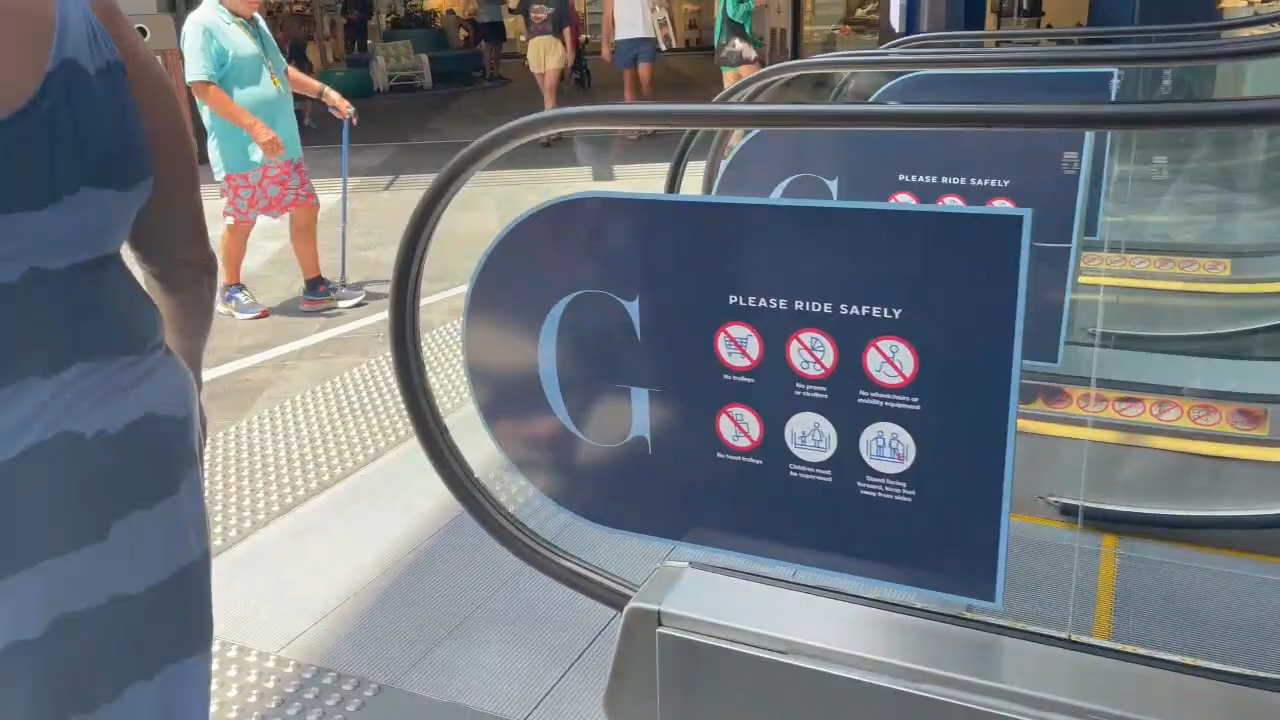 G
PLEASE RIDE SAFELY
No trolleys
No prams
or strollers
No wheelchairs or
mobility equipment
No hand trolleys
Children must
be supervised
Stand facing
forward, keep feet
away from sides
G
PLEASE RIDE SAFELY